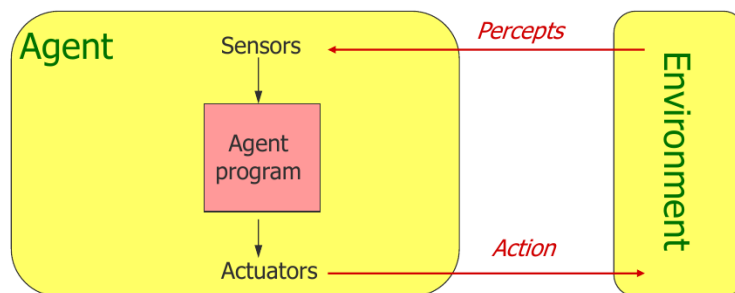 Agent
Sensors
Percepts
Agent
program
Environment
Actuators
Action